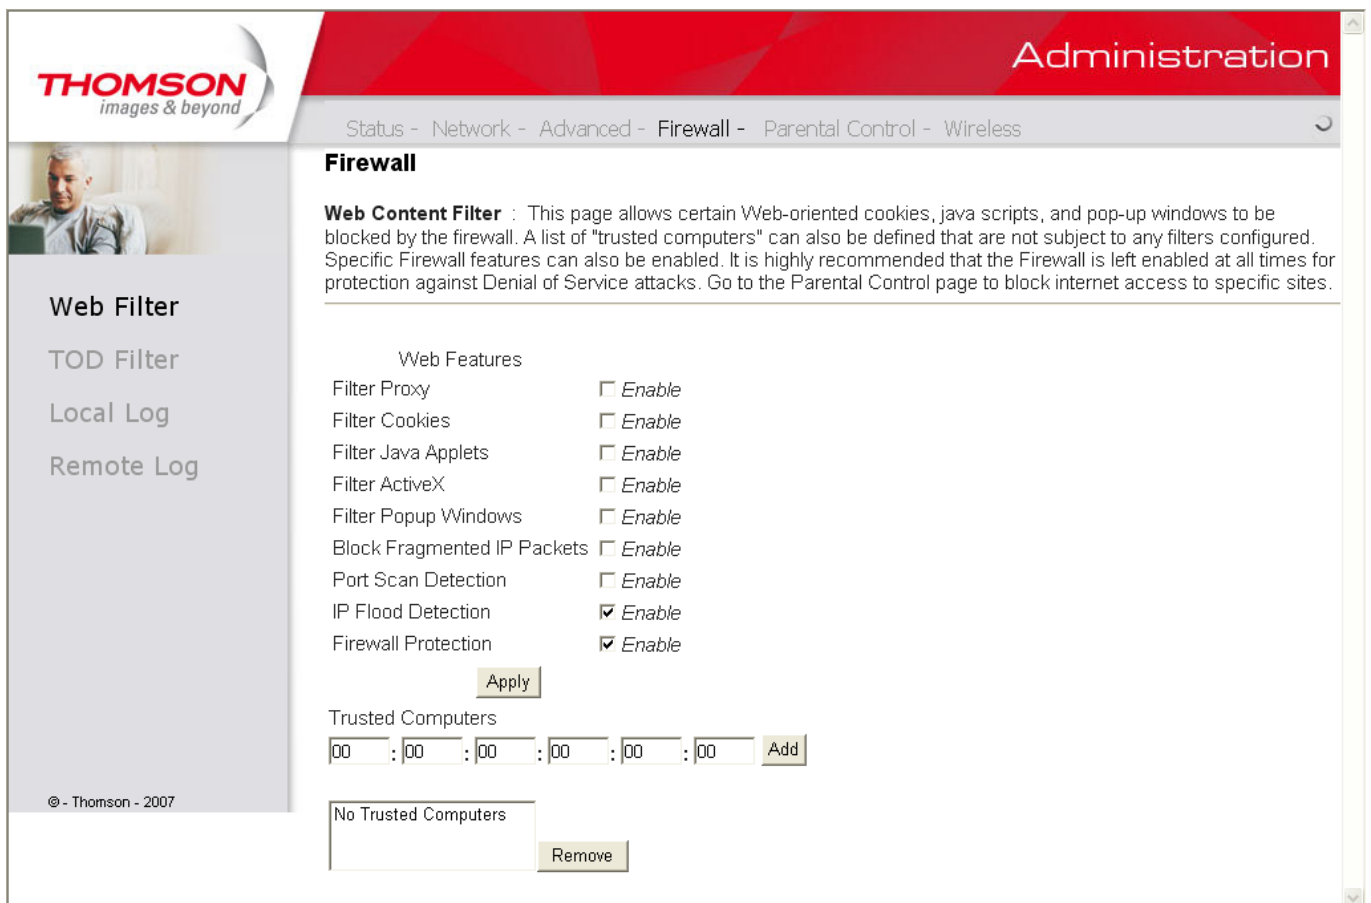 THOMSON
images & beyond
Administration
Status - Network - Advanced - Firewall - Parental Control - Wireless
Firewall
Web Content Filter : This page allows certain Web-oriented cookies, java scripts, and pop-up windows to be
blocked by the firewall. A list of "trusted computers" can also be defined that are not subject to any filters configured.
Specific Firewall features can also be enabled. It is highly recommended that the Firewall is left enabled at all times for
protection against Denial of Service attacks. Go to the Parental Control page to block internet access to specific sites.
Web Filter
TOD Filter
Local Log
Remote Log
© - Thomson - 2007
Web Features
Filter Proxy Enable
Filter Cookies Enable
Filter Java Applets Enable
Filter ActiveX Enable
Filter Popup Windows Enable
Block Fragmented IP Packets Enable
Port Scan Detection Enable
IP Flood Detection Enable
Firewall Protection Enable
Apply
Trusted Computers
00 : 00 : 00 : 00 : 00 : 00 Add
No Trusted Computers
Remove